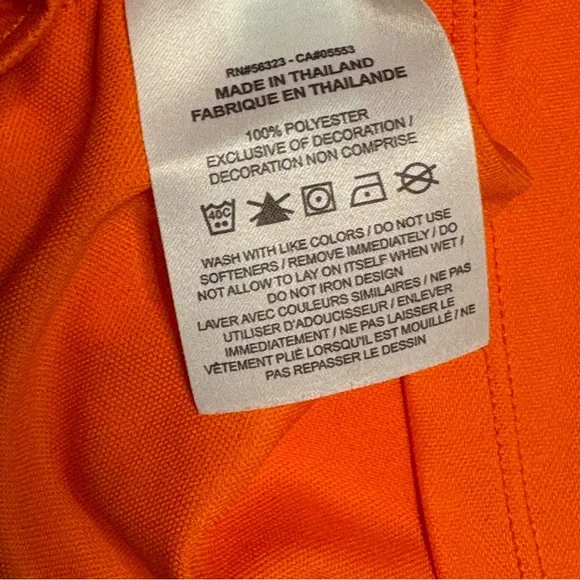 RN#56323 - CA#05553
MADE IN THAILAND
FABRIQUE EN THAILANDE
100% POLYESTER
EXCLUSIVE OF DECORATION /
DECORATION NON COMPRISE
40C
WASH WITH LIKE COLORS / DO NOT USE
SOFTENERS / REMOVE IMMEDIATELY / DO
NOT ALLOW TO LAY ON ITSELF WHEN WET /
DO NOT IRON DESIGN
LAVER AVEC COULEURS SIMILAIRES / NE PAS
UTILISER D'ADOUCISSEUR / ENLEVER
IMMEDIATEMENT / NE PAS LAISSER LE
VÊTEMENT PLIÉ LORSQU'IL EST MOUILLÉ / NE
PAS REPASSER LE DESSIN